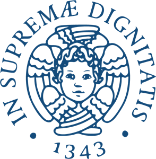 IN SUPREMÆ DIGNITATIS
• 1343 •